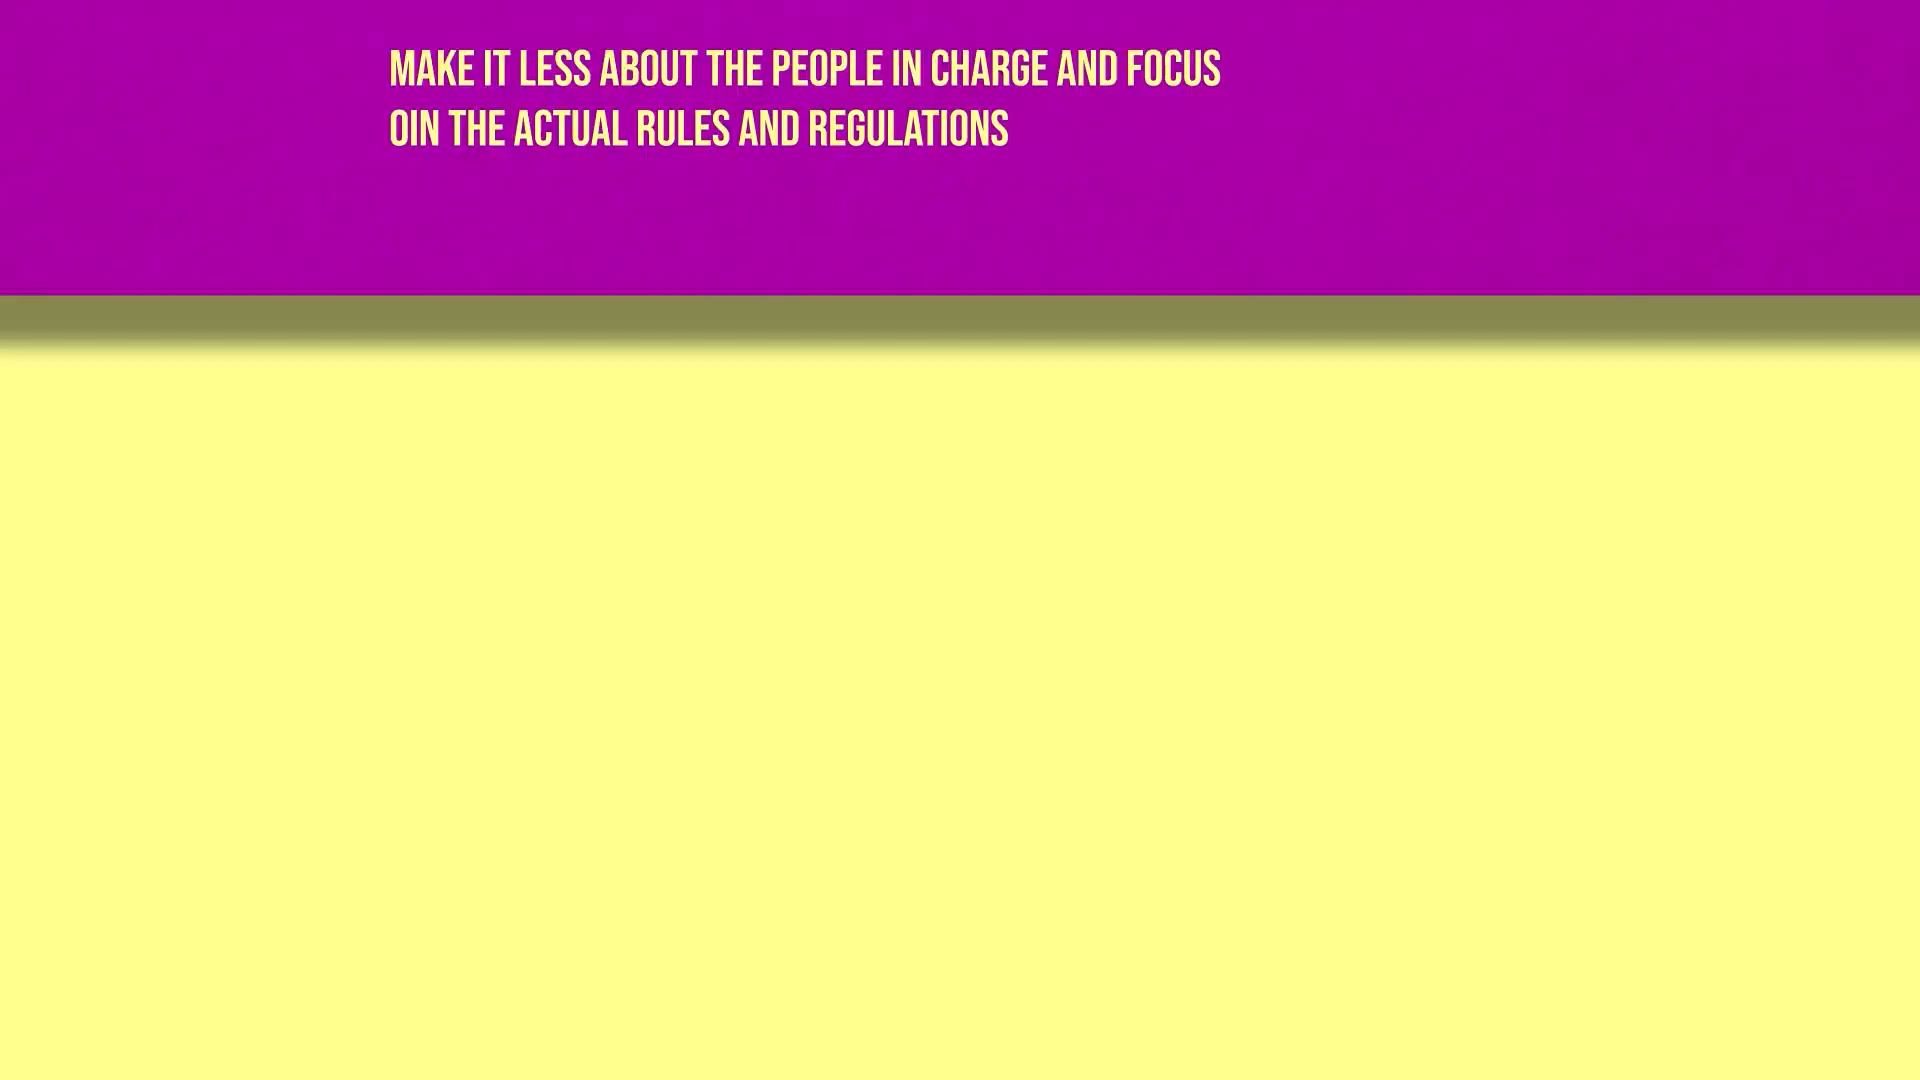 MAKE IT LESS ABOUT THE PEOPLE IN CHARGE AND FOCUS
OIN THE ACTUAL RULES AND REGULATIONS